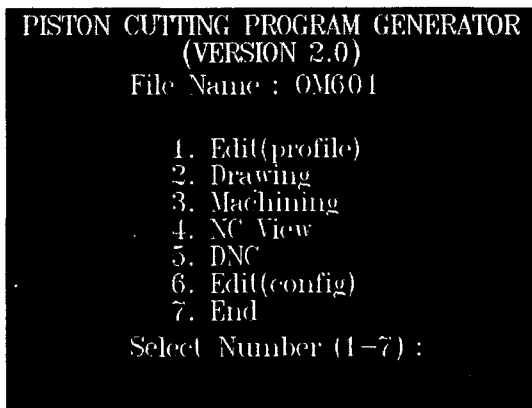 PISTON CUTTING PROGRAM GENERATOR
(VERSION 2.0)
File Name : OM601
1. Edit(profile)
2. Drawing
3. Machining
4. NC View
5. DNC
6. Edit(config)
7. End
Select Number (1-7) :